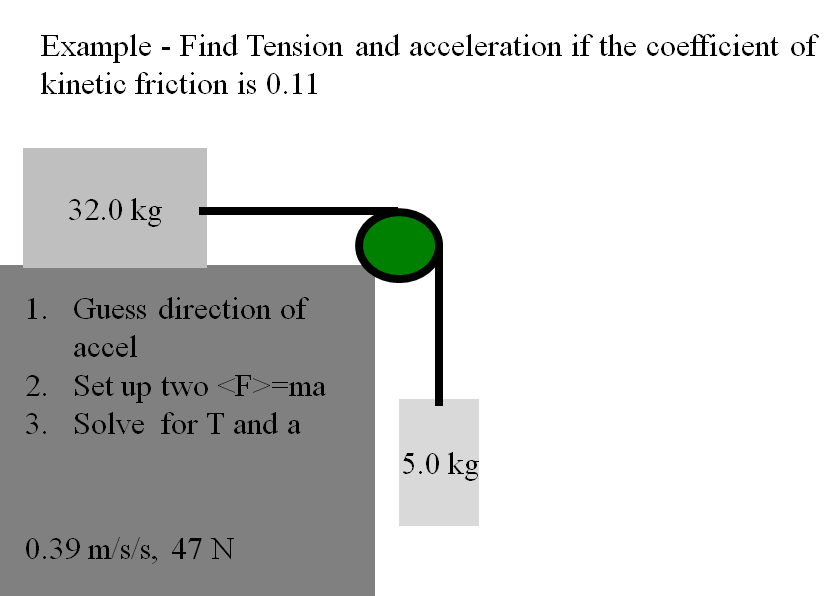 Example - Find Tension and acceleration if the coefficient of
kinetic friction is 0.11
32.0 kg
1. Guess direction of
accel
2. Set up two <F>=ma
3. Solve for T and a
5.0 kg
0.39 m/s/s, 47 N